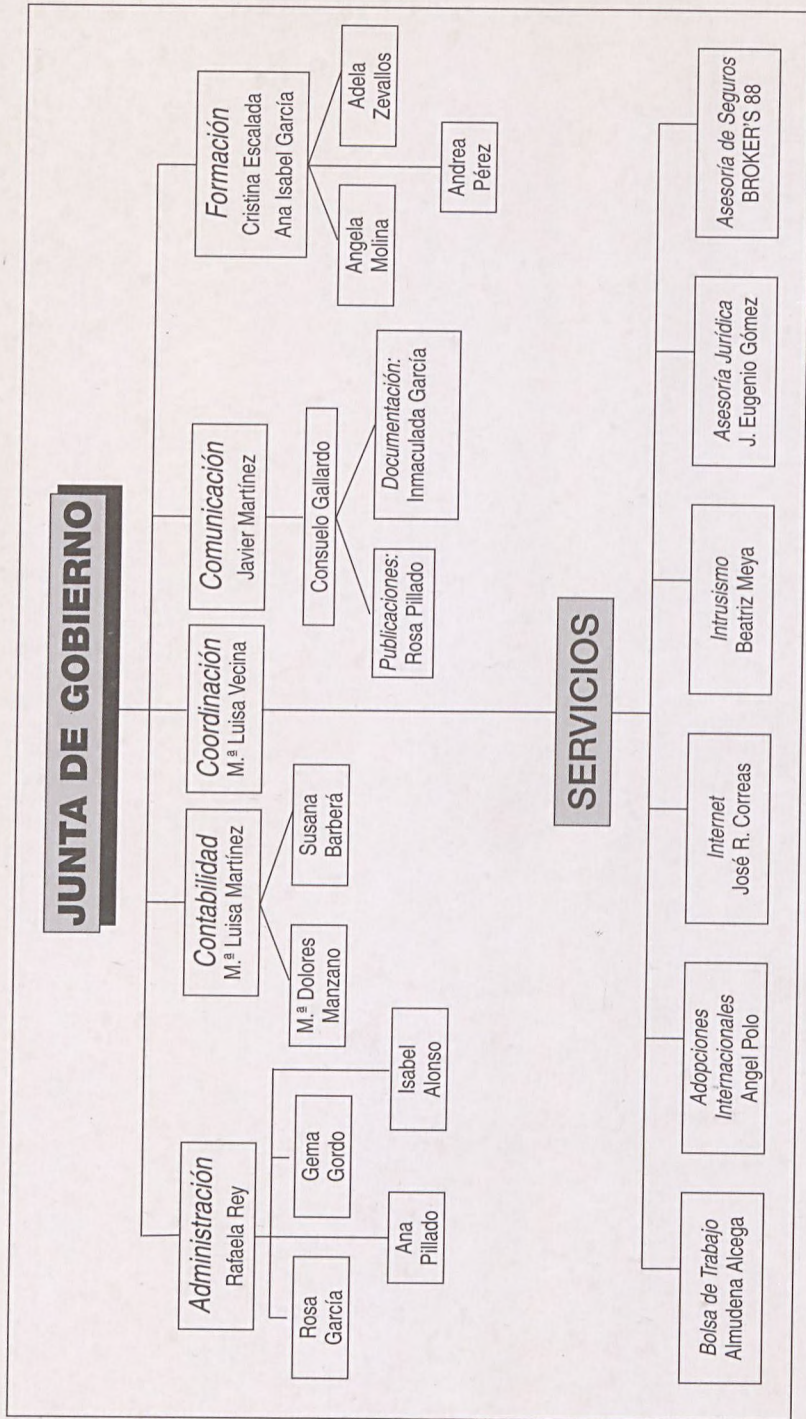 JUNTA DE GOBIERNO
Administración
Rafaela Rey
Rosa
García
Gema
Gordo
Ana
Pillado
Isabel
Alonso
Contabilidad
M.ª Luisa Martínez
M.ª Dolores
Manzano
Susana
Barberá
Coordinación
M.ª Luisa Vecina
Comunicación
Javier Martínez
Consuelo Gallardo
Publicaciones:
Rosa Pillado
Documentación:
Inmaculada García
Formación
Cristina Escalada
Ana Isabel García
Angela
Molina
Adela
Zevallos
Andrea
Pérez
SERVICIOS
Bolsa de Trabajo
Almudena Alcega
Adopciones
Internacionales
Angel Polo
Internet
José R. Correas
Intrusismo
Beatriz Meya
Asesoría Jurídica
J. Eugenio Gómez
Asesoría de Seguros
BROKER'S 88